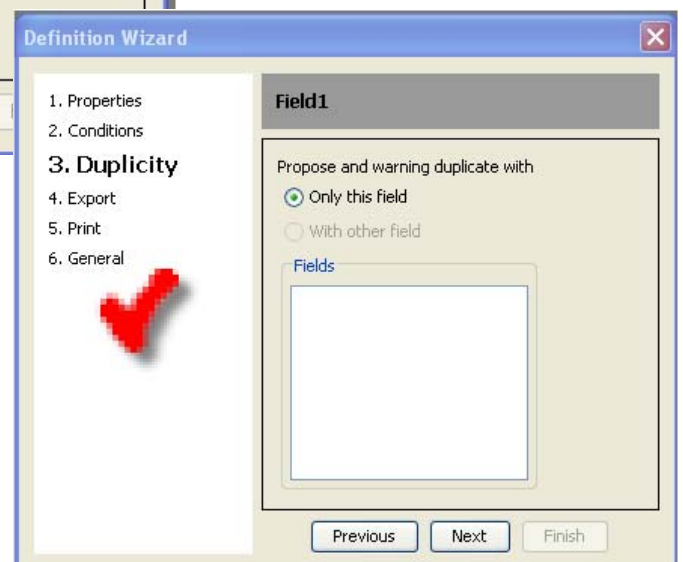 Definition Wizard
1. Properties
2. Conditions
3. Duplicity
4. Export
5. Print
6. General
Field1
Propose and warning duplicate with
Only this field
With other field
Fields
Previous Next Finish